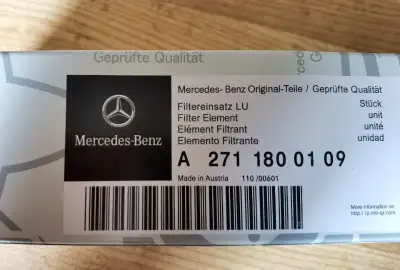 Geprüfte Qualität
Mercedes-Benz
Mercedes- Benz Original-Teile / Geprüfte Qualität
Filtereinsatz LU Stück
Filter Element unit
Elément Filtrant unité
Elemento Filtrante unidad
A 271 180 01 09
Made in Austria 110 /00601
More information on